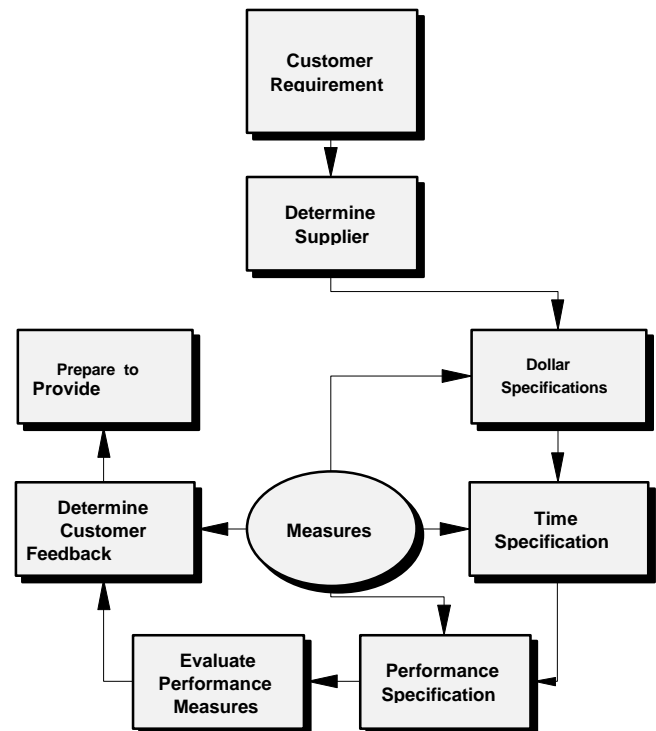 Customer
Requirement
Determine
Supplier
Dollar
Specifications
Prepare to
Provide
Determine
Customer
Feedback
Measures
Time
Specification
Evaluate
Performance
Measures
Performance
Specification